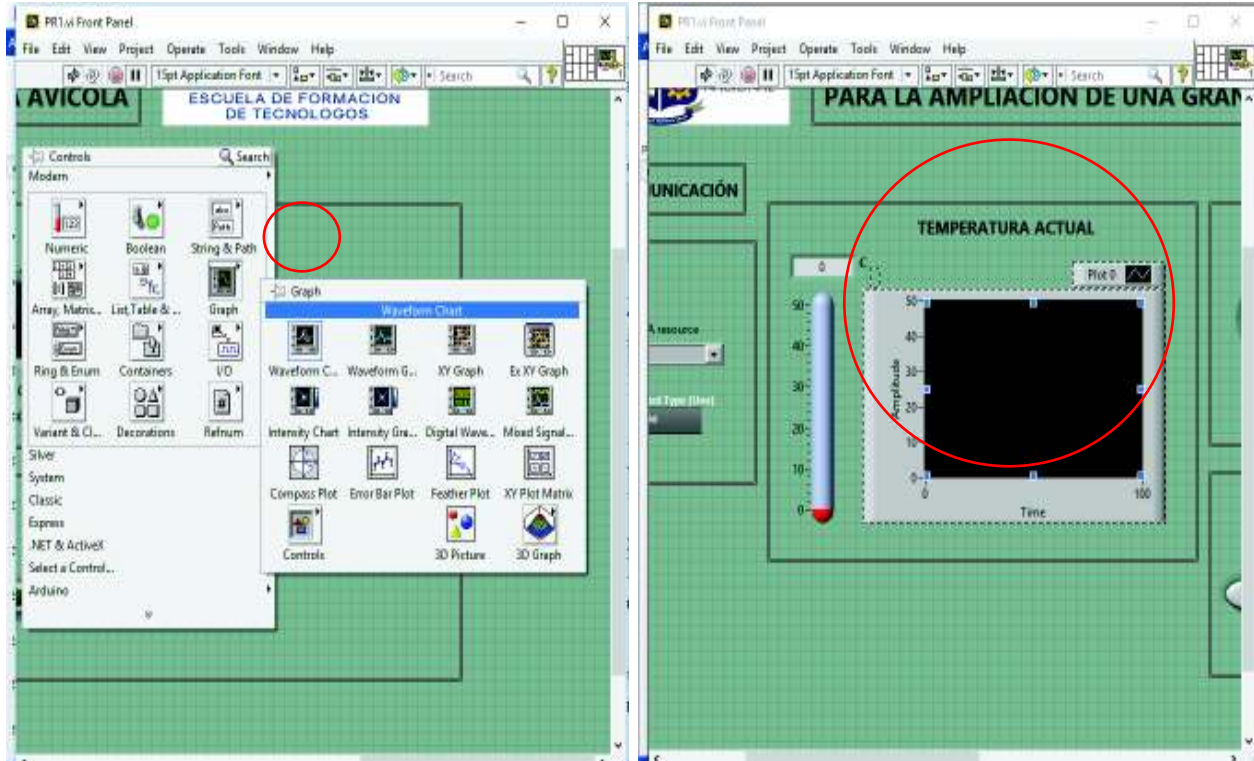 PR1.vi Front Panel
File Edit View Project Operate Tools Window Help
15pt Application Font
Search
AVICOLA
ESCUELA DE FORMACION
DE TECNOLOGOS
Controls
Search
Modern
Numeric Boolean String & Path
Array, Matrix... List, Table & ... Graph
Ring & Enum Containers I/O
Variant & Cl... Decorations Refnum
Silver
System
Classic
Express
.NET & ActiveX
Select a Control...
Arduino
Graph
Waveform Chart
Waveform C... Waveform G... XY Graph Ex XY Graph
Intensity Chart Intensity Gra... Digital Wave... Mixed Signal...
Compass Plot Error Bar Plot Feather Plot XY Plot Matrix
Controls 3D Picture 3D Graph
PR1.vi Front Panel
File Edit View Project Operate Tools Window Help
15pt Application Font
Search
PARA LA AMPLIACION DE UNA GRAN
UNICACIÓN
A resource
TEMPERATURA ACTUAL
0 C
50
40
30
20
10
0
Plot 0
Amplitude
50
40
30
20
10
0
0 100
Time